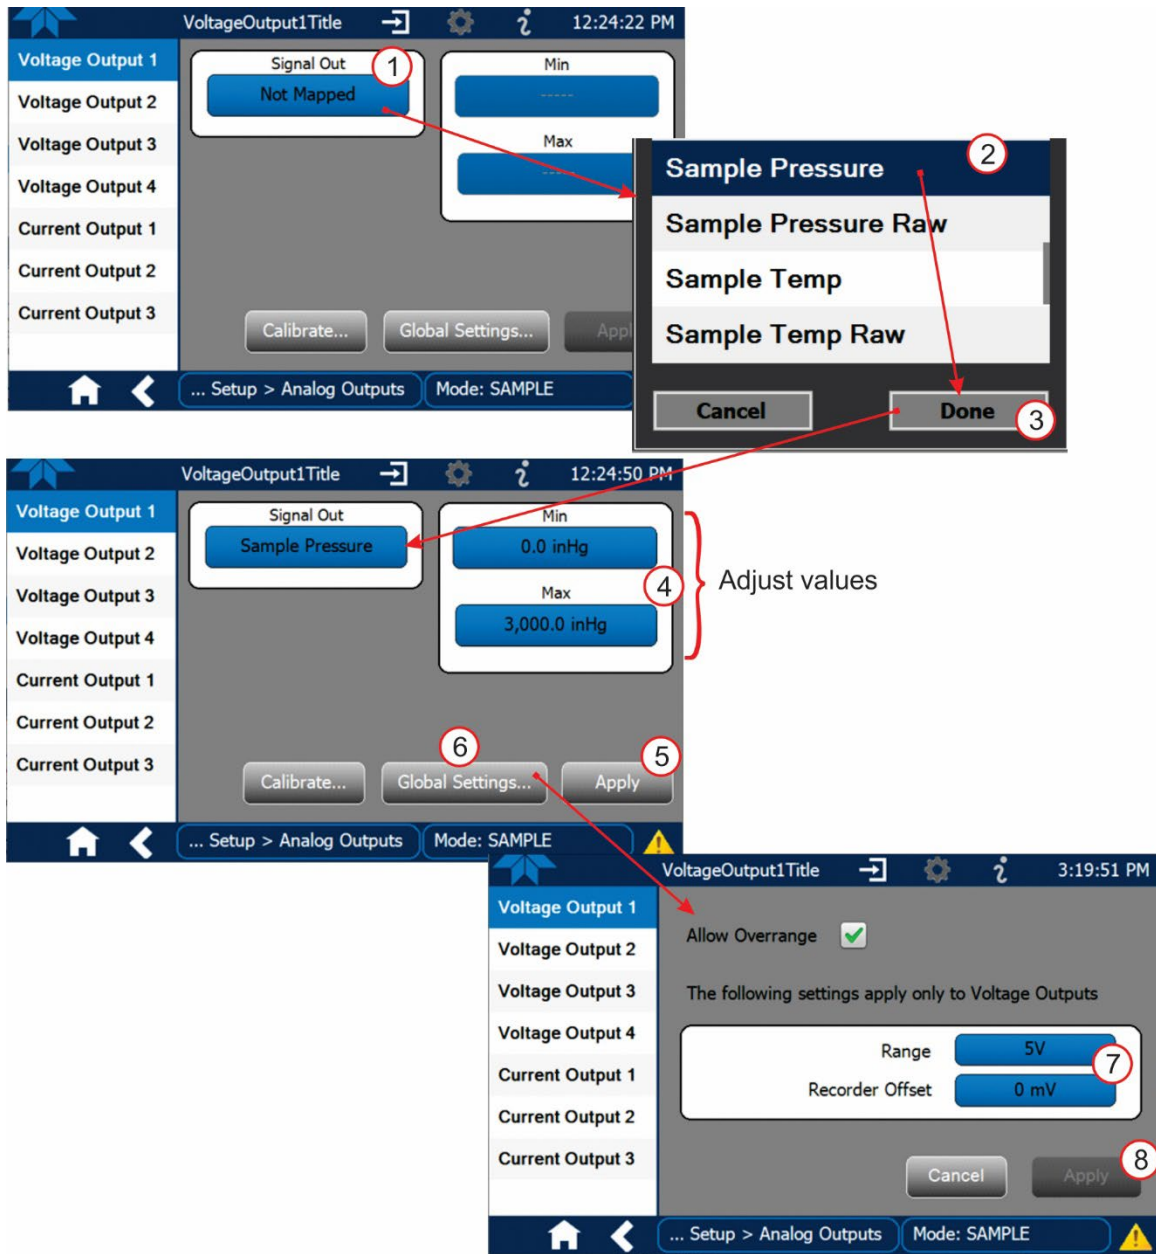 VoltageOutput1Title 12:24:22 PM
Voltage Output 1
Voltage Output 2
Voltage Output 3
Voltage Output 4
Current Output 1
Current Output 2
Current Output 3
Signal Out 1
Not Mapped
Min
-----
Max
-----
Calibrate... Global Settings... Appl
... Setup > Analog Outputs Mode: SAMPLE
Sample Pressure 2
Sample Pressure Raw
Sample Temp
Sample Temp Raw
Cancel Done 3
VoltageOutput1Title 12:24:50 PM
Voltage Output 1
Voltage Output 2
Voltage Output 3
Voltage Output 4
Current Output 1
Current Output 2
Current Output 3
Signal Out
Sample Pressure
Min
0.0 inHg
4
Max
3,000.0 inHg
Adjust values
6 5
Calibrate... Global Settings... Apply
... Setup > Analog Outputs Mode: SAMPLE
VoltageOutput1Title 3:19:51 PM
Voltage Output 1
Voltage Output 2
Voltage Output 3
Voltage Output 4
Current Output 1
Current Output 2
Current Output 3
Allow Overrange
The following settings apply only to Voltage Outputs
Range 5V
7
Recorder Offset 0 mV
8
Cancel Apply
... Setup > Analog Outputs Mode: SAMPLE